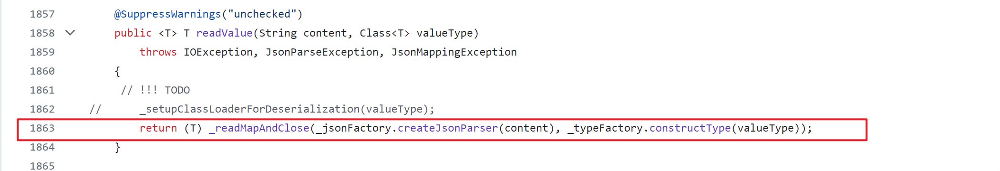 1857 @SuppressWarnings("unchecked")
1858 public <T> T readValue(String content, Class<T> valueType)
1859 throws IOException, JsonParseException, JsonMappingException
1860 {
1861 // !!! TODO
1862 // _setupClassLoaderForDeserialization(valueType);
1863 return (T) _readMapAndClose(_jsonFactory.createJsonParser(content), _typeFactory.constructType(valueType));
1864 }
1865